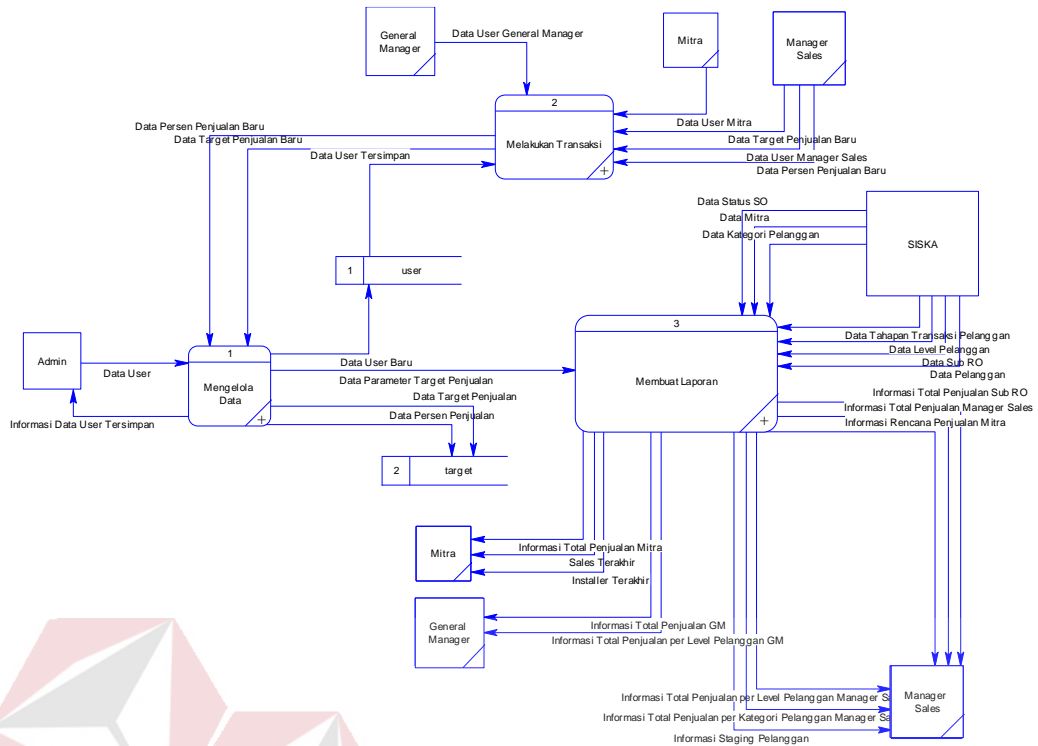 General
Manager
Data User General Manager
Mitra
Manager
Sales
2
Melakukan Transaksi
+
Data User Mitra
Data Target Penjualan Baru
Data User Manager Sales
Data Persen Penjualan Baru
Data Persen Penjualan Baru
Data Target Penjualan Baru
Data User Tersimpan
Data Status SO
Data Mitra
Data Kategori Pelanggan
SISKA
1
user
3
Membuat Laporan
+
Data Tahapan Transaksi Pelanggan
Data Level Pelanggan
Data Sub RO
Data Pelanggan
Admin
Data User
Informasi Data User Tersimpan
1
Mengelola
Data
+
Data User Baru
Data Parameter Target Penjualan
Data Target Penjualan
Data Persen Penjualan
Informasi Total Penjualan Sub RO
Informasi Total Penjualan Manager Sales
Informasi Rencana Penjualan Mitra
2
target
Mitra
Informasi Total Penjualan Mitra
Sales Terakhir
Installer Terakhir
General
Manager
Informasi Total Penjualan GM
Informasi Total Penjualan per Level Pelanggan GM
Informasi Total Penjualan per Level Pelanggan Manager Sa
Informasi Total Penjualan per Kategori Pelanggan Manager Sa
Informasi Staging Pelanggan
Manager
Sales